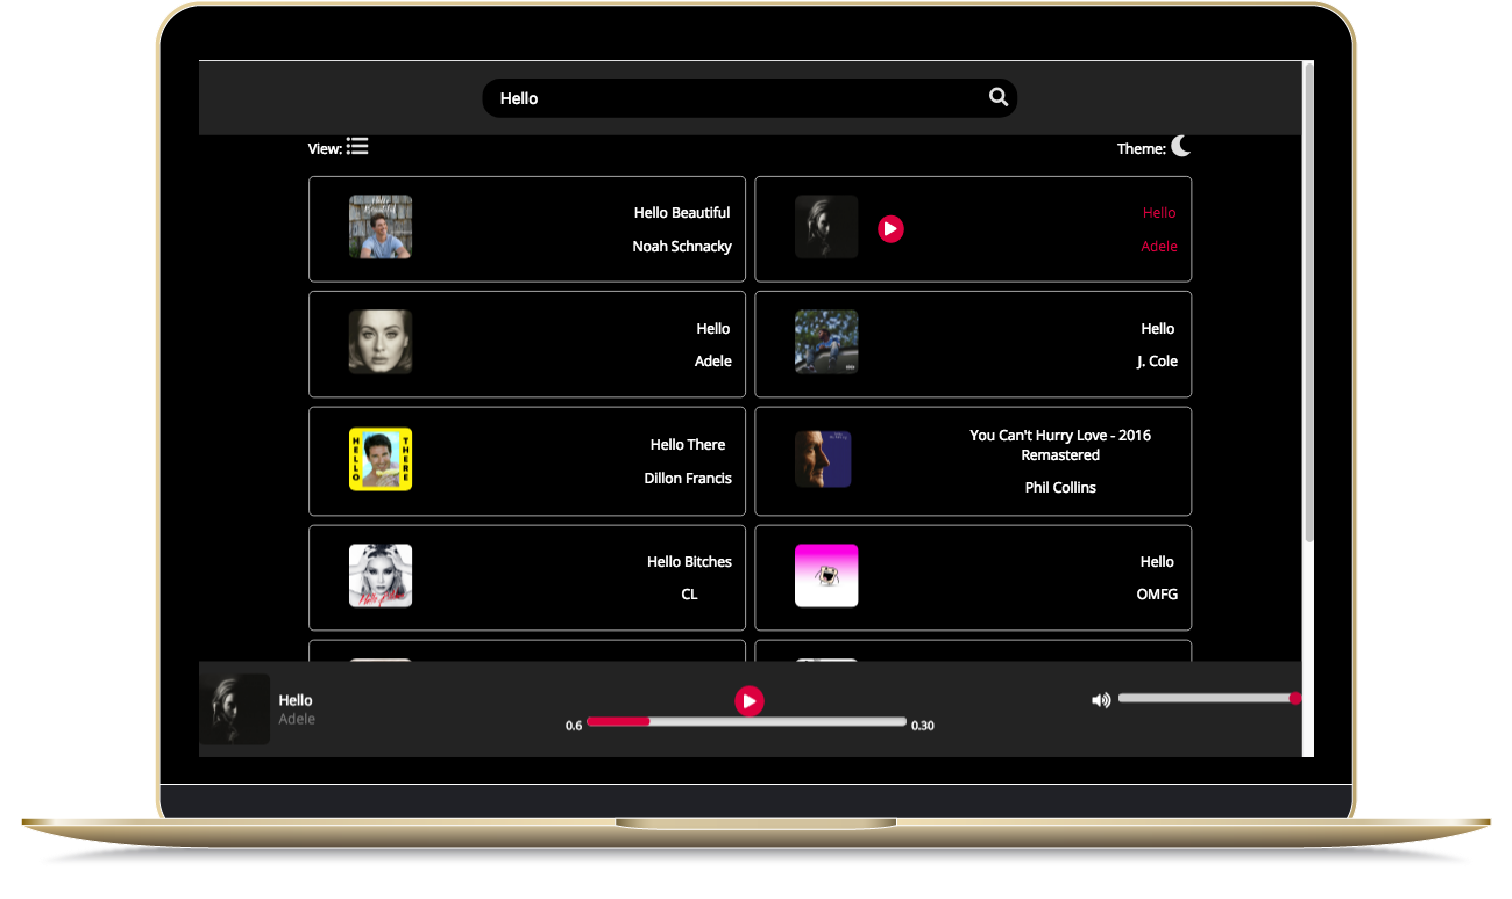 Hello
View:
Theme:
Hello Beautiful
Noah Schnacky
Hello
Adele
Hello
Adele
Hello
J. Cole
HELLO
THERE
Hello There
Dillon Francis
You Can't Hurry Love - 2016
Remastered
Phil Collins
Hello Bitches
CL
Hello
OMFG
Hello
Adele
0.6
0.30